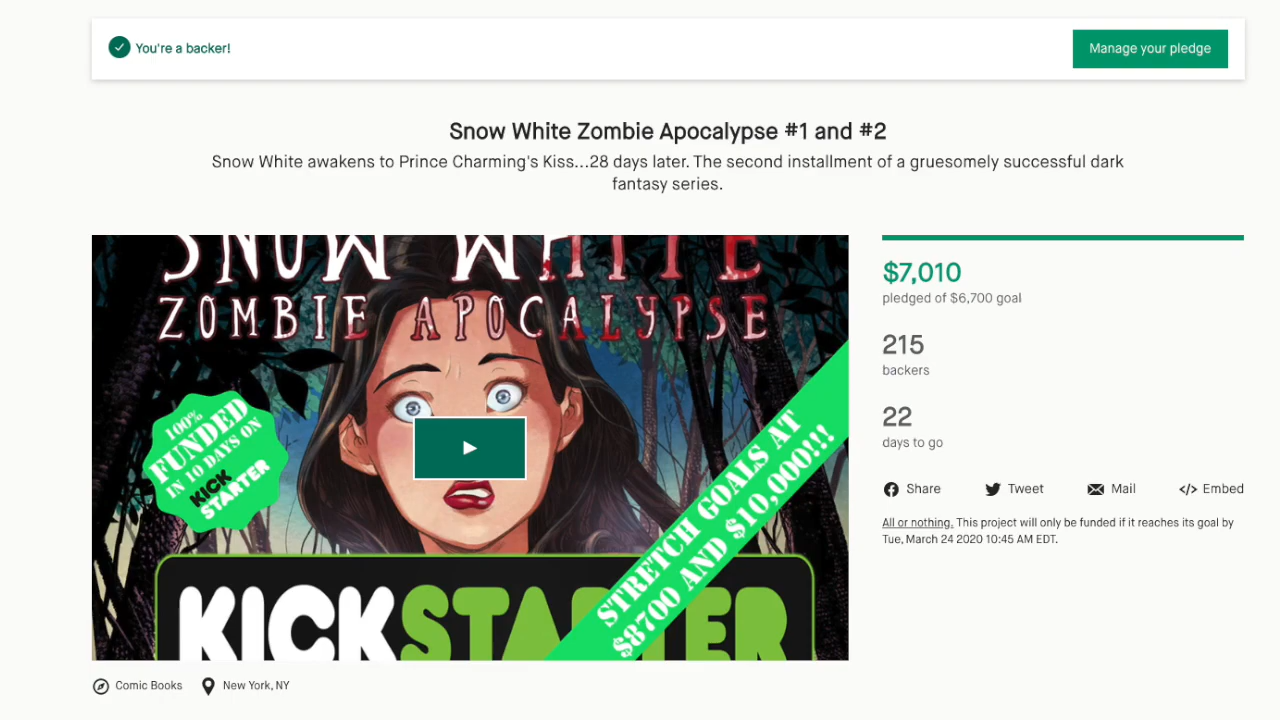 You're a backer!
Manage your pledge
Snow White Zombie Apocalypse #1 and #2
Snow White awakens to Prince Charming's Kiss...28 days later. The second installment of a gruesomely successful dark
fantasy series.
SNOW WHITE
ZOMBIE APOCALYPSE
100%
FUNDED
IN 10 DAYS ON
KICK
STARTER
STRETCH GOALS AT
$8700 AND $10,000!!!
KICKSTARTER
$7,010
pledged of $6,700 goal
215
backers
22
days to go
Share
Tweet
Mail
</> Embed
All or nothing. This project will only be funded if it reaches its goal by
Tue, March 24 2020 10:45 AM EDT.
Comic Books
New York, NY